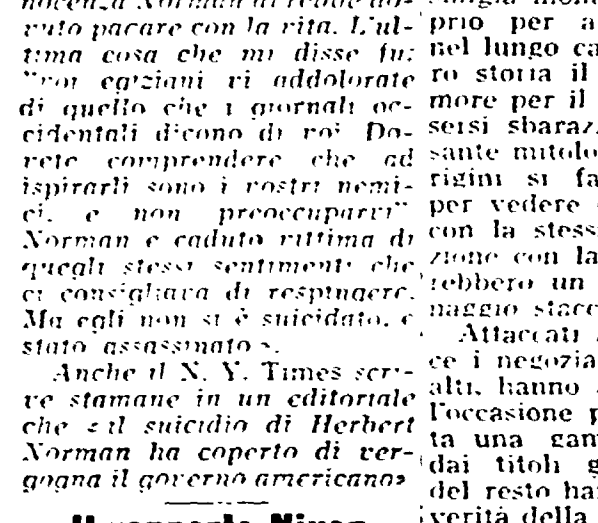 nocenza Norman di rebbe do-
vuto pagare con la vita. L'ul-
tima cosa che mi disse fu:
"voi egiziani vi addolorate
di quello che i giornali oc-
cidentali dicono di voi. Do-
vete comprendere che ad
ispirarli sono i vostri nemi-
ci, e non preoccuparvi"
Norman è caduto vittima di
quegli stessi sentimenti che
ci consigliava di respingere.
Ma egli non si è suicidato, è
stato assassinato ».
Anche il N. Y. Times scri-
ve stamane in un editoriale
che « il suicidio di Herbert
Norman ha coperto di ver-
gogna il governo americano»
Il rapporto Nixon
prio per a
nel lungo ca
ro storia il
more per il
sersi sbaraz
sante mitolo
rigini si fa
per vedere
con la stess
zione con la
rebbero un
naggio stacc
Attaccati
ce i negozia
alti, hanno
l'occasione p
ta una gam
dai titoli g
del resto ha
verità della